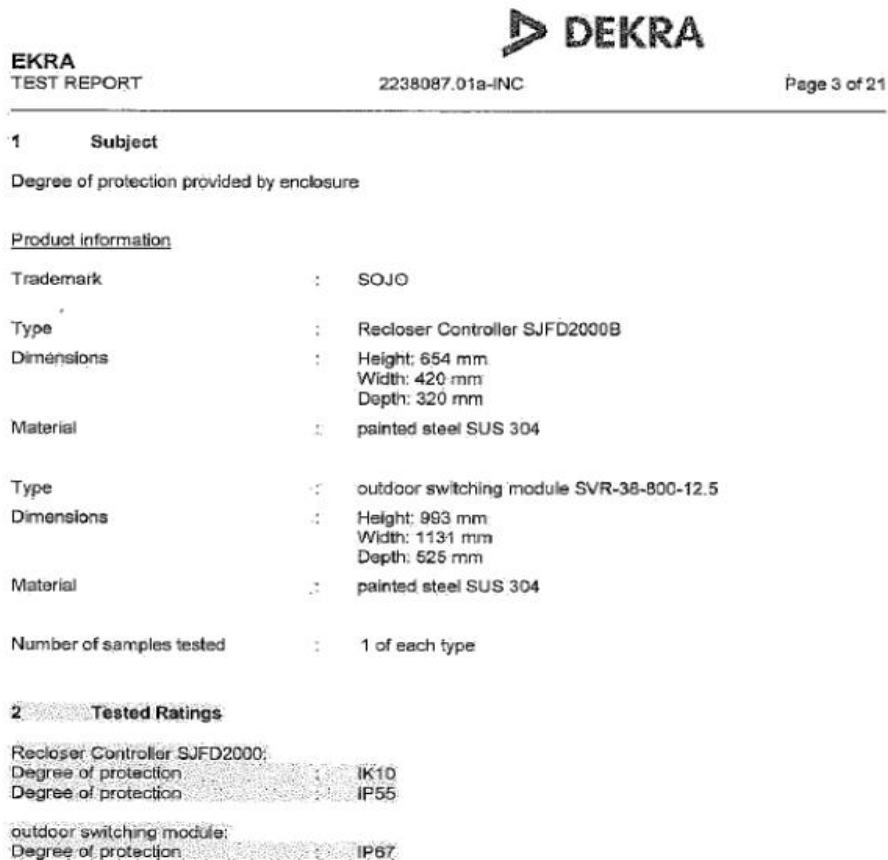 DEKRA
EKRA
TEST REPORT 2238087.01a-INC Page 3 of 21
1 Subject
Degree of protection provided by enclosure
Product information
Trademark : SOJO
Type : Recloser Controller SJFD2000B
Dimensions : Height: 654 mm
Width: 420 mm
Depth: 320 mm
Material : painted steel SUS 304
Type : outdoor switching module SVR-38-800-12.5
Dimensions : Height: 993 mm
Width: 1131 mm
Depth: 525 mm
Material : painted steel SUS 304
Number of samples tested : 1 of each type
2 Tested Ratings
Recloser Controller SJFD2000:
Degree of protection : IK10
Degree of protection : IP55
outdoor switching module:
Degree of protection : IP67